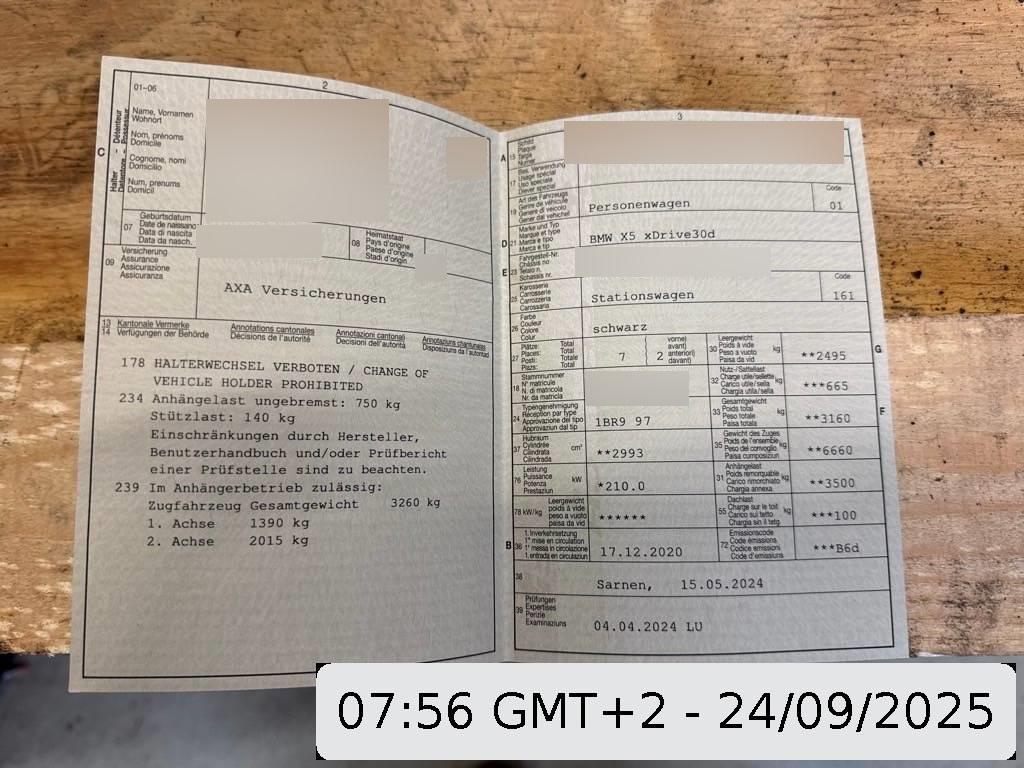 2
01-06
C
Halter - Détenteur
Detentore - Possessur
Name, Vornamen
Wohnort
Nom, prénoms
Domicile
Cognome, nomi
Domicilio
Num, prenums
Domicil
07
Geburtsdatum
Date de naissance
Data di nascita
Data da nasch.
08
Heimatstaat
Pays d'origine
Paese d'origine
Stadi d'origin
09
Versicherung
Assurance
Assicurazione
Assicuranza
AXA Versicherungen
13
14
Kantonale Vermerke
Verfügungen der Behörde
Annotations cantonales
Décisions de l'autorité
Annotazioni cantonali
Decisioni dell'autorità
Annotaziuns chantunalas
Disposiziuns da l'autoritad
178 HALTERWECHSEL VERBOTEN / CHANGE OF
VEHICLE HOLDER PROHIBITED
234 Anhängelast ungebremst: 750 kg
Stützlast: 140 kg
Einschränkungen durch Hersteller,
Benutzerhandbuch und/oder Prüfbericht
einer Prüfstelle sind zu beachten.
239 Im Anhängerbetrieb zulässig:
Zugfahrzeug Gesamtgewicht 3260 kg
1. Achse 1390 kg
2. Achse 2015 kg
3
A
15
Schild
Plaque
Targa
Numer
17
Bes. Verwendung
Usage spécial
Uso speciale
Diever spezial
19
Art des Fahrzeugs
Genre de véhicule
Genere di veicolo
Gener dal vehichel
Personenwagen
Code
01
D
21
Marke und Typ
Marque et type
Marca e tipo
Marca e tip
BMW X5 xDrive30d
E
23
Fahrgestell-Nr.
Châssis no
Telaio n.
Schassis nr.
25
Karosserie
Carrosserie
Carrozzeria
Carossaria
Stationswagen
Code
161
26
Farbe
Couleur
Colore
Colur
schwarz
27
Plätze: Total
Places: Total
Posti: Totale
Plazs: Total
7
2
vorne)
avant)
anteriori)
davant)
30
Leergewicht
Poids à vide
Peso a vuoto
Paisa da vid
kg
**2495
G
18
Stammnummer
N° matricule
N. di matricola
Nr. da matricla
32
Nutz-/Sattellast
Charge utile/sellette
Carico utile/sella
Chargia utila/sella
kg
***665
24
Typengenehmigung
Réception par type
Approvazione del tipo
Approvaziun dal tip
1BR9 97
33
Gesamtgewicht
Poids total
Peso totale
Paisa totala
kg
**3160
F
37
Hubraum
Cylindrée
Cilindrata
Cilindrada
cm³
**2993
35
Gewicht des Zuges
Poids de l'ensemble
Peso del convoglio
Paisa cumposiziun
kg
**6660
76
Leistung
Puissance
Potenza
Prestaziun
kW
*210.0
31
Anhängelast
Poids remorquable
Carico rimorchiato
Chargia annexa
kg
**3500
78 kW/kg
Leergewicht
poids à vide
peso a vuoto
paisa da vid
******
55
Dachlast
Charge sur le toit
Carico sul tetto
Chargia sin il tetg
kg
***100
B
36
1. Inverkehrsetzung
1re mise en circulation
1a messa in circolazione
1. entrada en circulaziun
17.12.2020
72
Emissionscode
Code émissions
Codice emissioni
Code d'emissiuns
***B6d
38
Sarnen, 15.05.2024
39
Prüfungen
Expertises
Perizie
Examinaziuns
04.04.2024 LU
07:56 GMT+2 - 24/09/2025